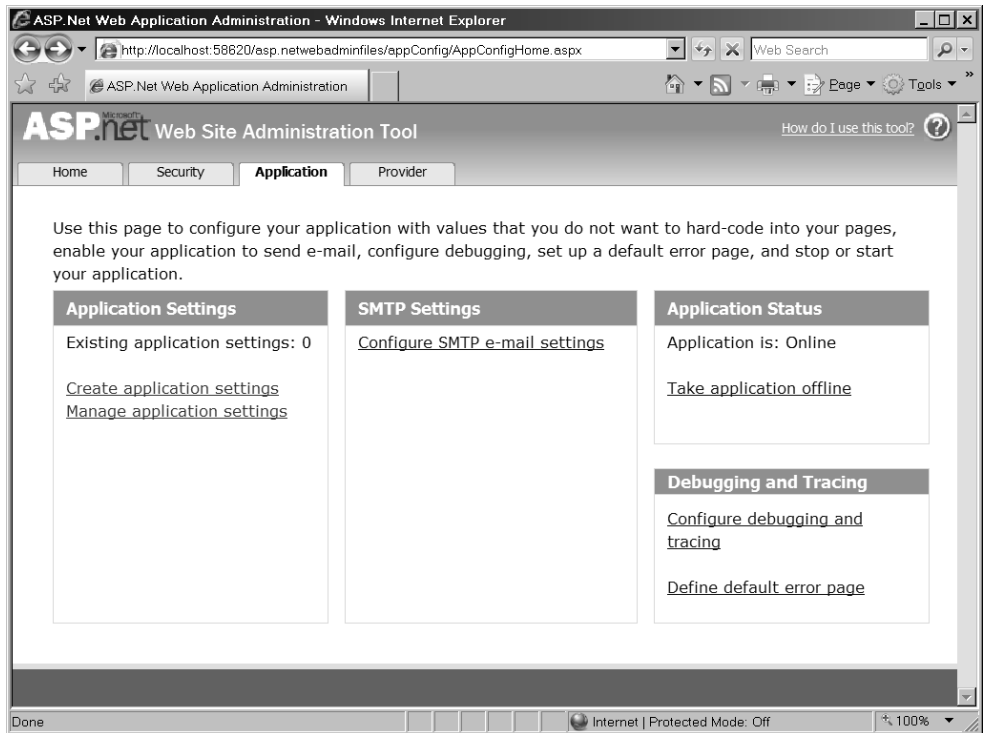 ASP.Net Web Application Administration - Windows Internet Explorer
http://localhost:58620/asp.netwebadminfiles/appConfig/AppConfigHome.aspx
Web Search
ASP.Net Web Application Administration
Page
Tools
»
Microsoft
ASP.net Web Site Administration Tool
How do I use this tool? ?
Home
Security
Application
Provider
Use this page to configure your application with values that you do not want to hard-code into your pages,
enable your application to send e-mail, configure debugging, set up a default error page, and stop or start
your application.
Application Settings
Existing application settings: 0
Create application settings
Manage application settings
SMTP Settings
Configure SMTP e-mail settings
Application Status
Application is: Online
Take application offline
Debugging and Tracing
Configure debugging and
tracing
Define default error page
Done
Internet | Protected Mode: Off
100%